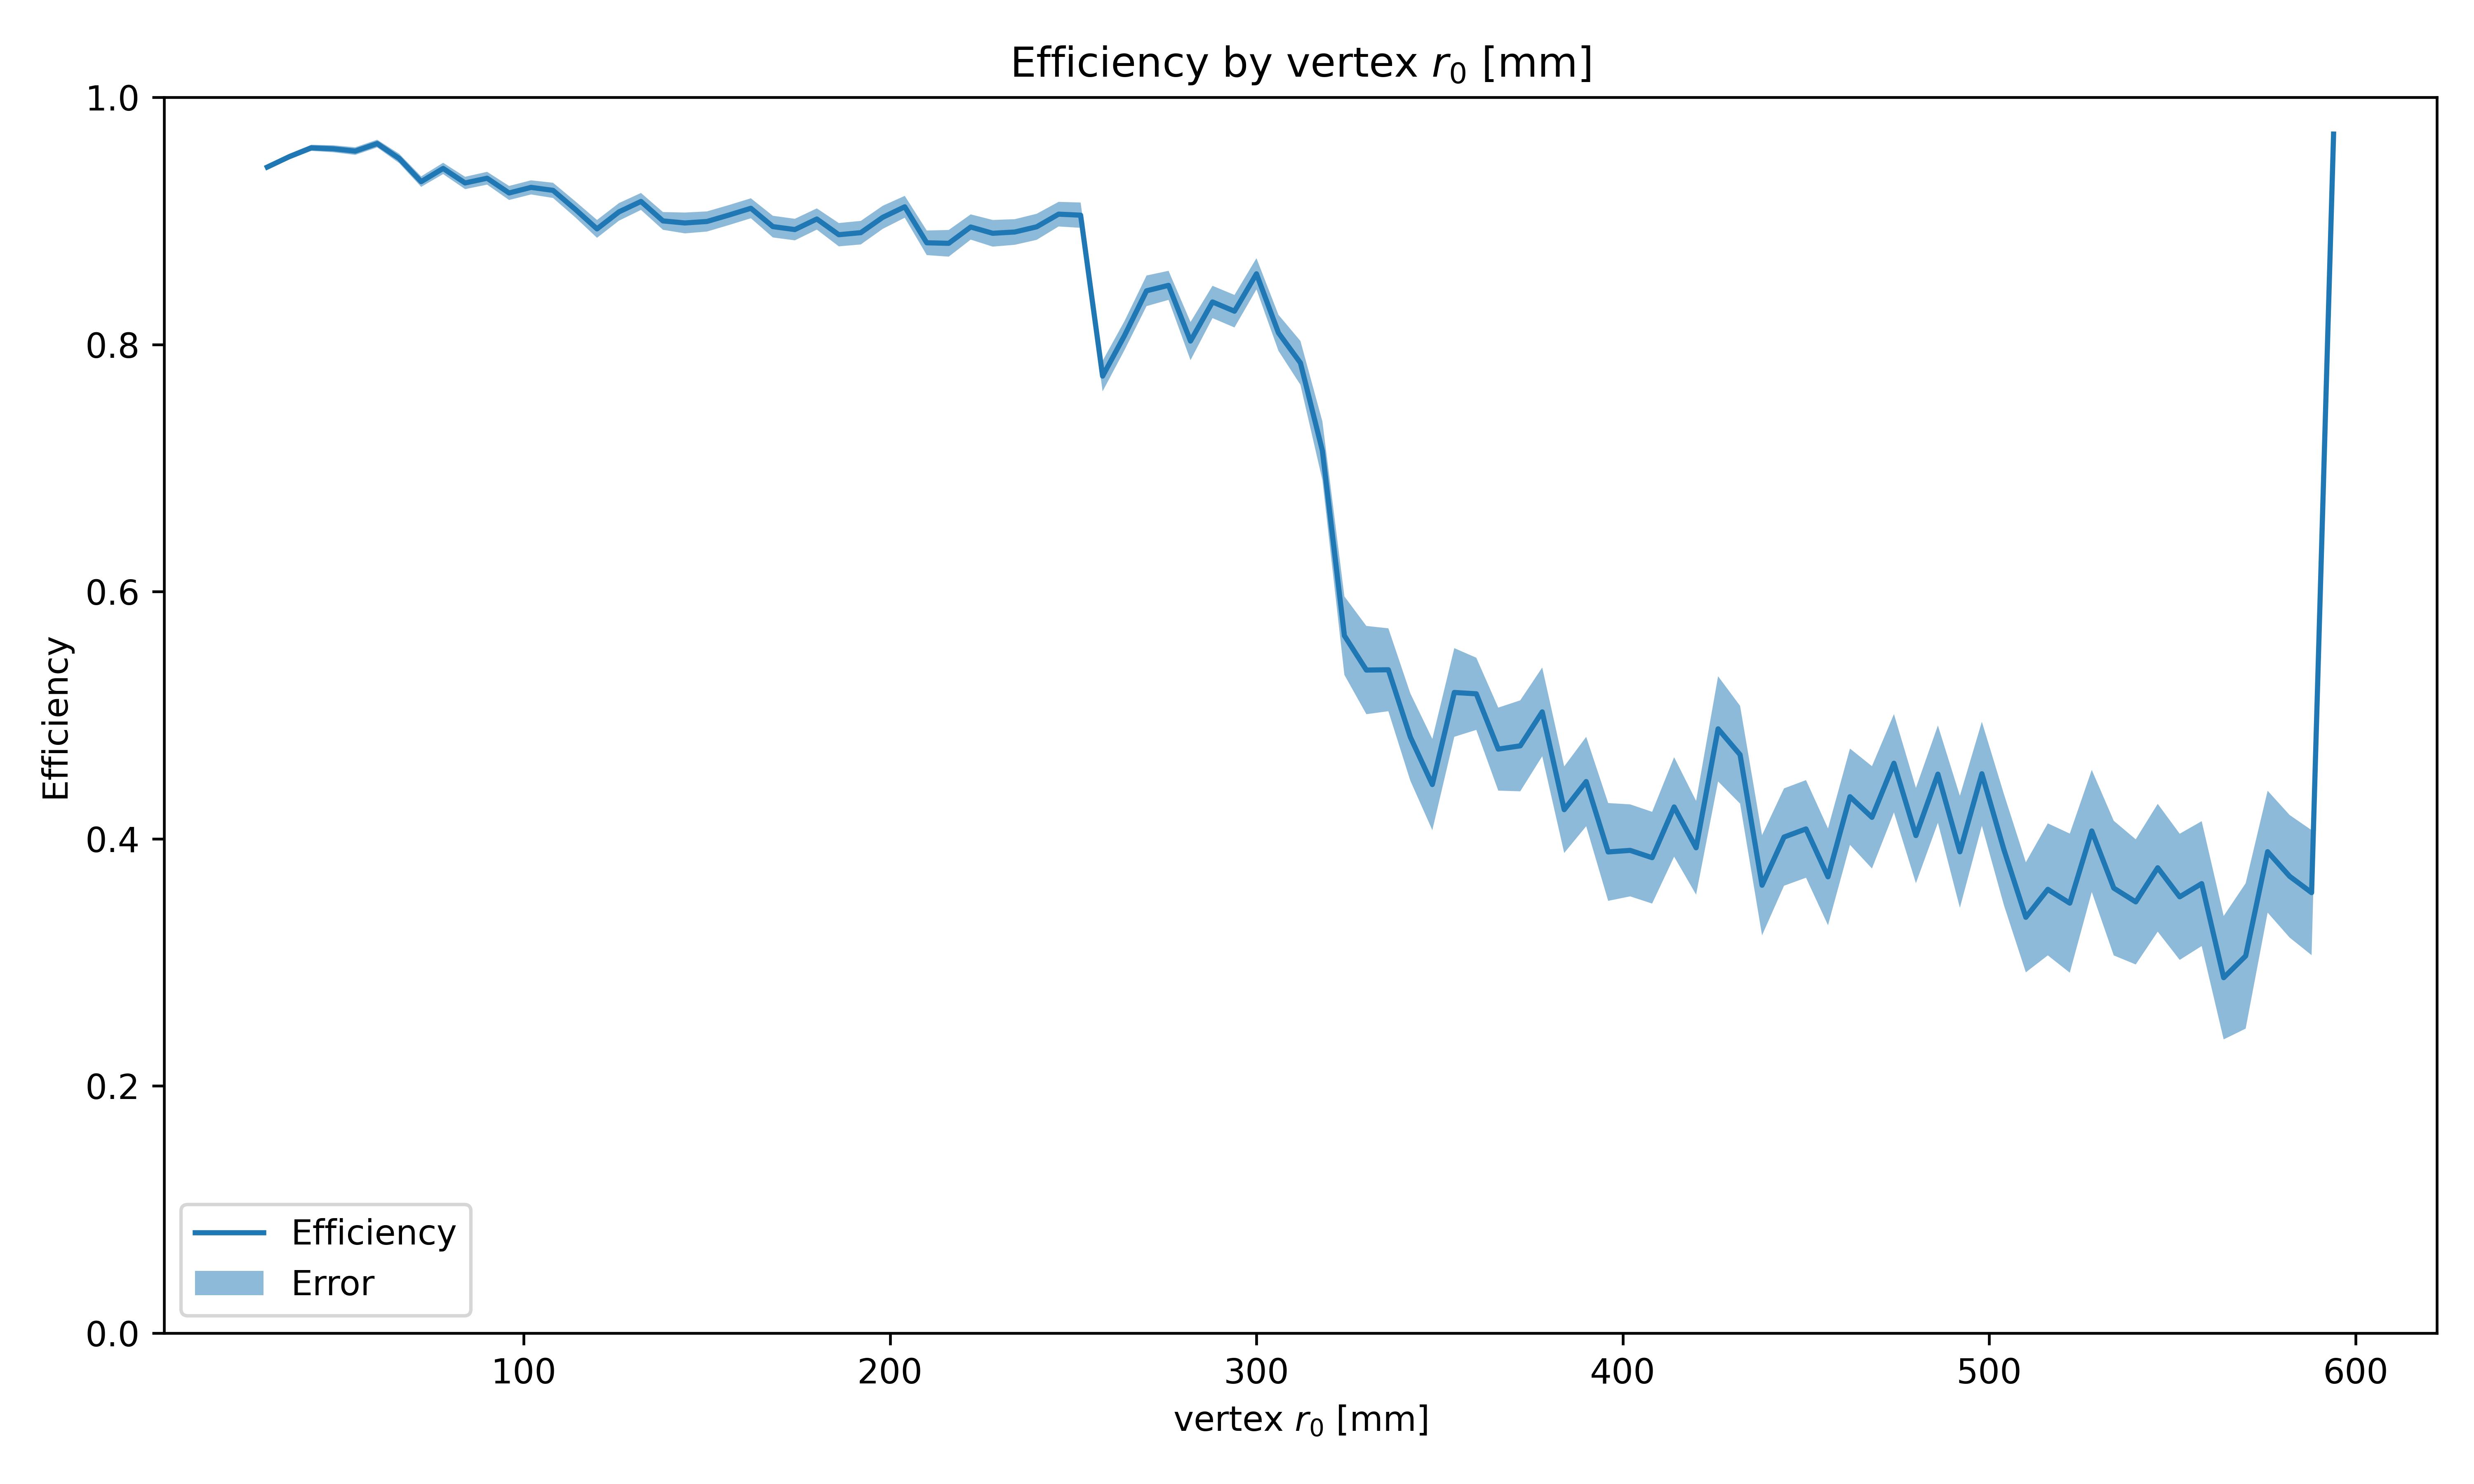 Efficiency by vertex r₀ [mm]
1.0
0.8
0.6
0.4
0.2
0.0
Efficiency
Efficiency
Error
100 200 300 400 500 600
vertex r₀ [mm]